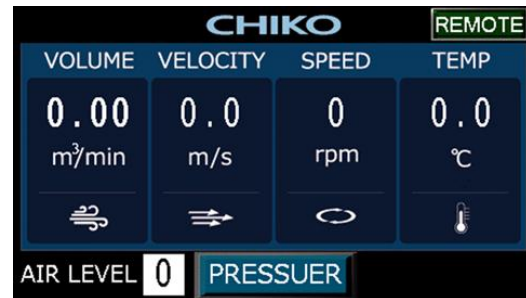 CHIKO REMOTE
VOLUME VELOCITY SPEED TEMP
0.00 0.0 0 0.0
m³/min m/s rpm ℃
AIR LEVEL 0 PRESSUER